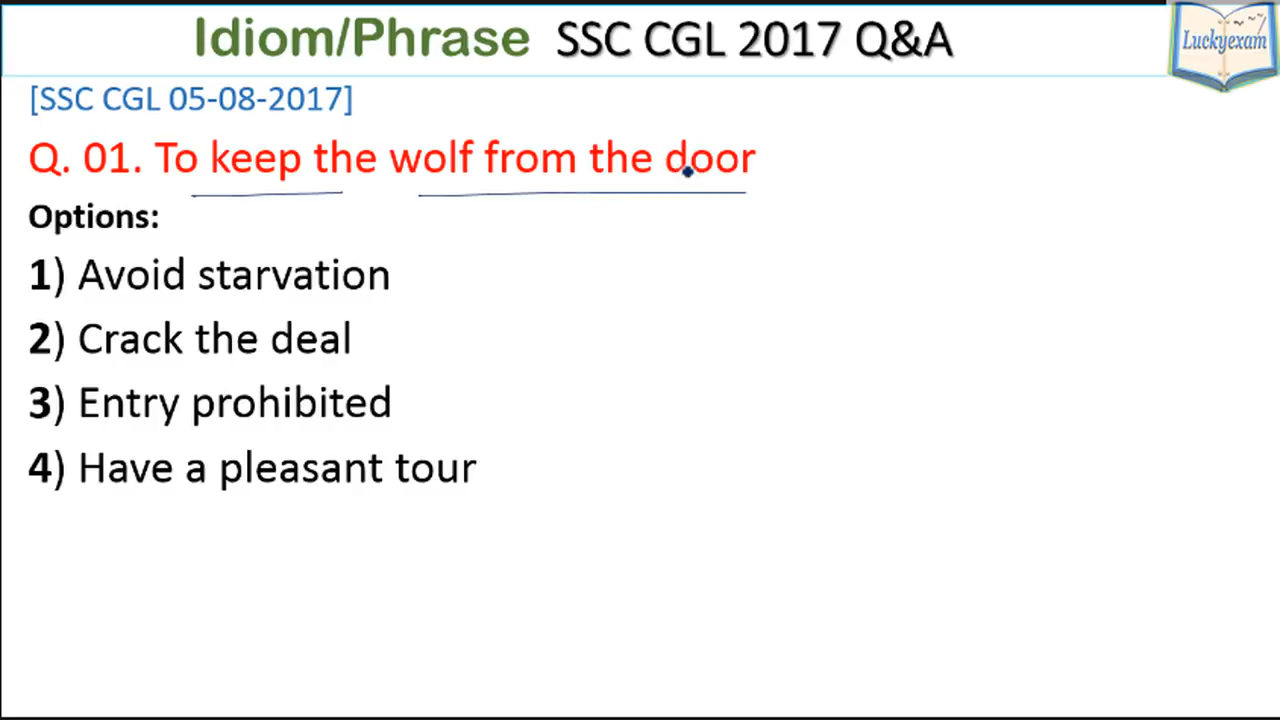 Idiom/Phrase SSC CGL 2017 Q&A
Luckyexam
[SSC CGL 05-08-2017]
Q. 01. To keep the wolf from the door
Options:
1) Avoid starvation
2) Crack the deal
3) Entry prohibited
4) Have a pleasant tour